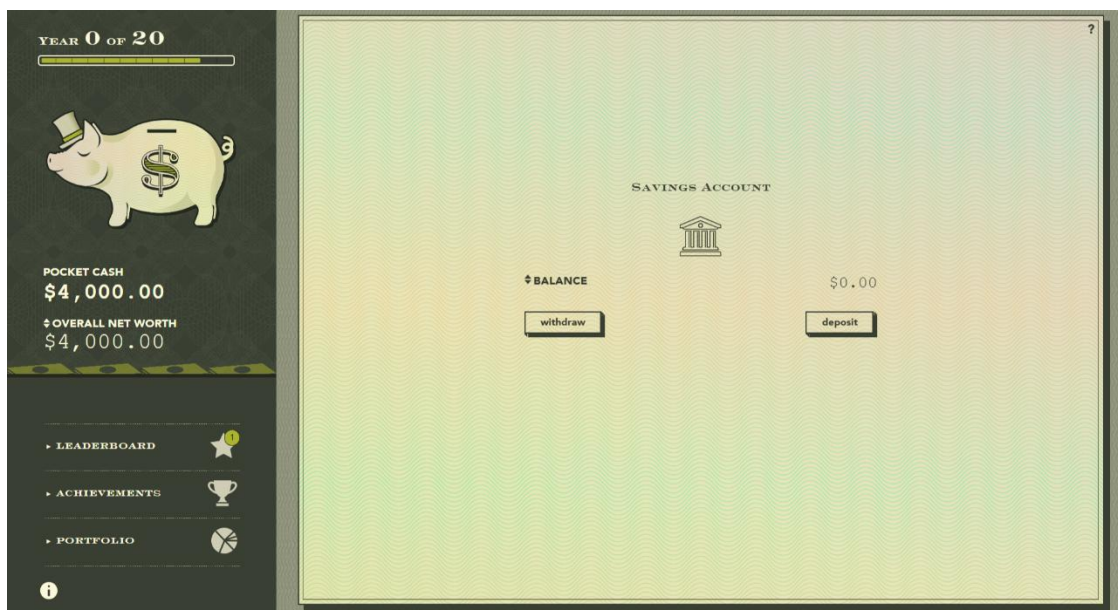 YEAR 0 OF 20
$
POCKET CASH
$4,000.00
OVERALL NET WORTH
$4,000.00
LEADERBOARD
1
ACHIEVEMENTS
PORTFOLIO
i
?
SAVINGS ACCOUNT
BALANCE $0.00
withdraw deposit